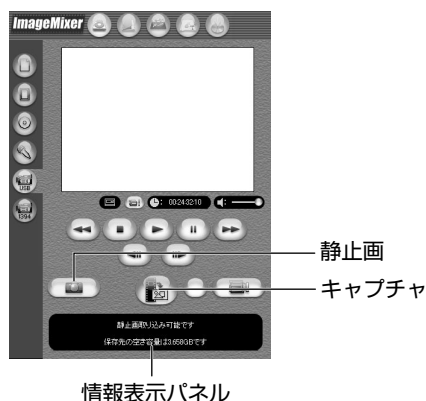 ImageMixer
USB
1394
00:24:32:10
静止画
キャプチャ
静止画取り込み可能です
保存先の空き容量は3.658GBです
情報表示パネル